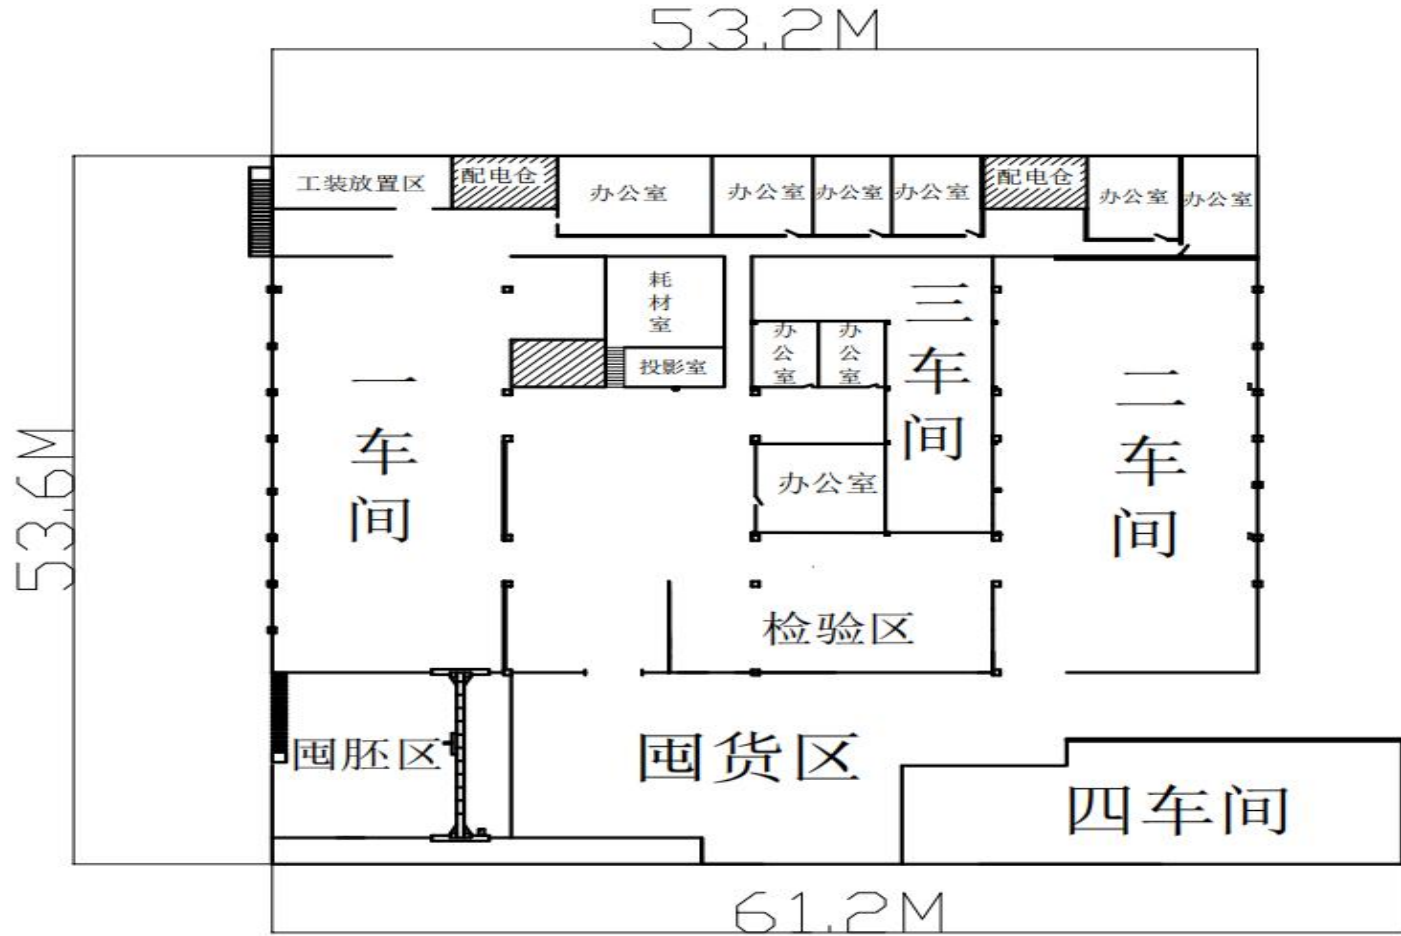 53.2M
工装放置区
配电仓
办公室
办公室
办公室
办公室
配电仓
办公室
办公室
耗材室
投影室
办公室
办公室
三车间
一车间
二车间
办公室
53.6M
检验区
囤胚区
囤货区
四车间
61.2M